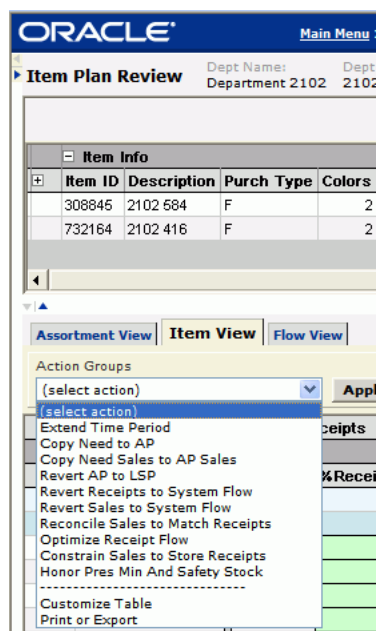 ORACLE
Main Menu
Item Plan Review
Dept Name:
Dept
Department 2102
2102
Item Info
Item ID Description Purch Type Colors
308845 2102 584 F 2
732164 2102 416 F 2
Assortment View Item View Flow View
Action Groups
(select action)
Appl
(select action)
Extend Time Period
ceipts
Copy Need to AP
Copy Need Sales to AP Sales
Revert AP to LSP
%Recei
Revert Receipts to System Flow
Revert Sales to System Flow
Reconcile Sales to Match Receipts
Optimize Receipt Flow
Constrain Sales to Store Receipts
Honor Pres Min And Safety Stock
------------------------------
Customize Table
Print or Export